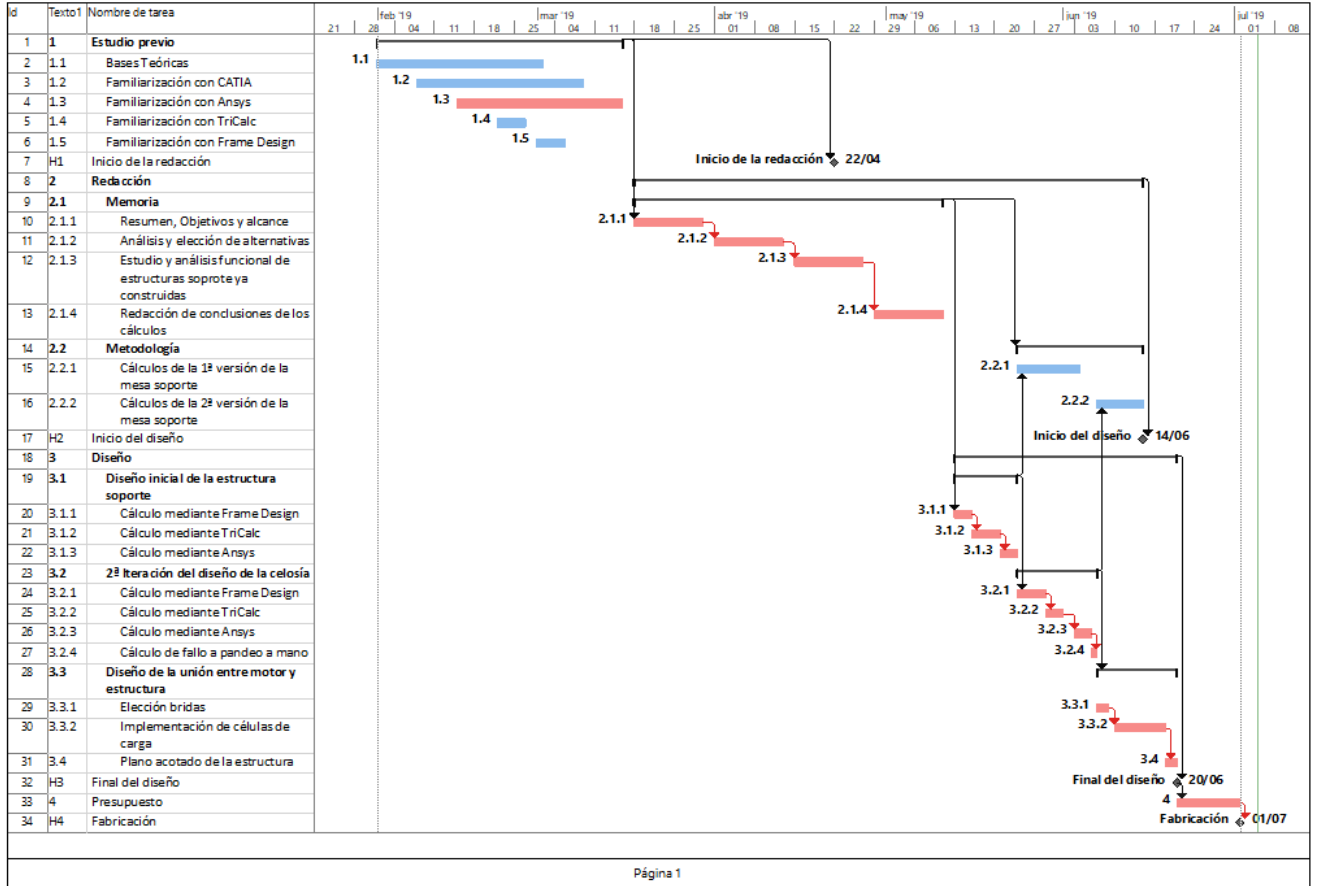 Id Texto1 Nombre de tarea feb '19 mar '19 abr '19 may '19 jun '19 jul '19
21 28 04 11 18 25 04 11 18 25 01 08 15 22 29 06 13 20 27 03 10 17 24 01 08
1 1 Estudio previo
2 1.1 Bases Teóricas 1.1
3 1.2 Familiarización con CATIA 1.2
4 1.3 Familiarización con Ansys 1.3
5 1.4 Familiarización con TriCalc 1.4
6 1.5 Familiarización con Frame Design 1.5
7 H1 Inicio de la redacción Inicio de la redacción 22/04
8 2 Redacción
9 2.1 Memoria
10 2.1.1 Resumen, Objetivos y alcance 2.1.1
11 2.1.2 Análisis y elección de alternativas 2.1.2
12 2.1.3 Estudio y análisis funcional de 2.1.3
estructuras soprote ya
construidas
13 2.1.4 Redacción de conclusiones de los 2.1.4
cálculos
14 2.2 Metodología
15 2.2.1 Cálculos de la 1ª versión de la 2.2.1
mesa soporte
16 2.2.2 Cálculos de la 2ª versión de la 2.2.2
mesa soporte
17 H2 Inicio del diseño Inicio del diseño 14/06
18 3 Diseño
19 3.1 Diseño inicial de la estructura
soporte
20 3.1.1 Cálculo mediante Frame Design 3.1.1
21 3.1.2 Cálculo mediante TriCalc 3.1.2
22 3.1.3 Cálculo mediante Ansys 3.1.3
23 3.2 2ª Iteración del diseño de la celosía
24 3.2.1 Cálculo mediante Frame Design 3.2.1
25 3.2.2 Cálculo mediante TriCalc 3.2.2
26 3.2.3 Cálculo mediante Ansys 3.2.3
27 3.2.4 Cálculo de fallo a pandeo a mano 3.2.4
28 3.3 Diseño de la unión entre motor y
estructura
29 3.3.1 Elección bridas 3.3.1
30 3.3.2 Implementación de células de 3.3.2
carga
31 3.4 Plano acotado de la estructura 3.4
32 H3 Final del diseño Final del diseño 20/06
33 4 Presupuesto 4
34 H4 Fabricación Fabricación 01/07
Página 1